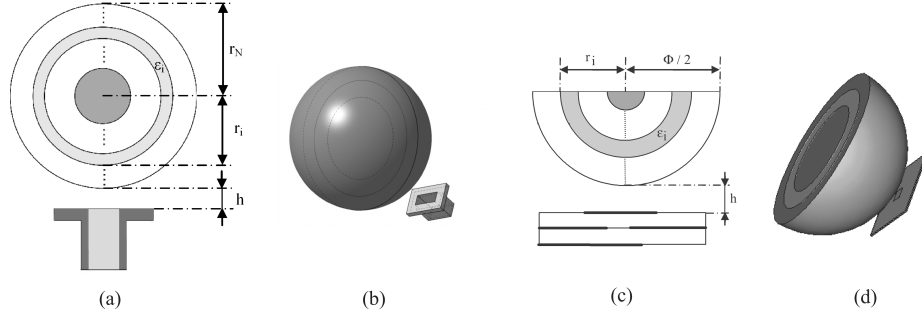 r_N
ε_i
r_i
h
(a)
(b)
r_i
Φ / 2
ε_i
h
(c)
(d)